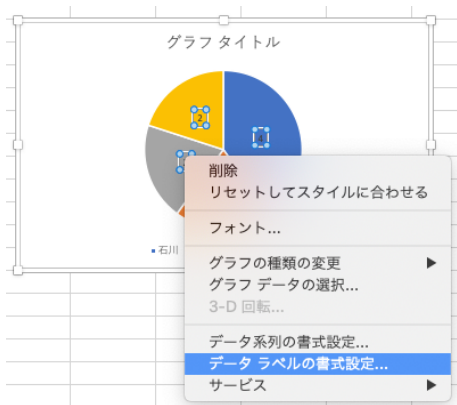 グラフ タイトル
2
4
石川
削除
リセットしてスタイルに合わせる
フォント...
グラフの種類の変更
グラフ データの選択...
3-D 回転...
データ系列の書式設定...
データ ラベルの書式設定...
サービス